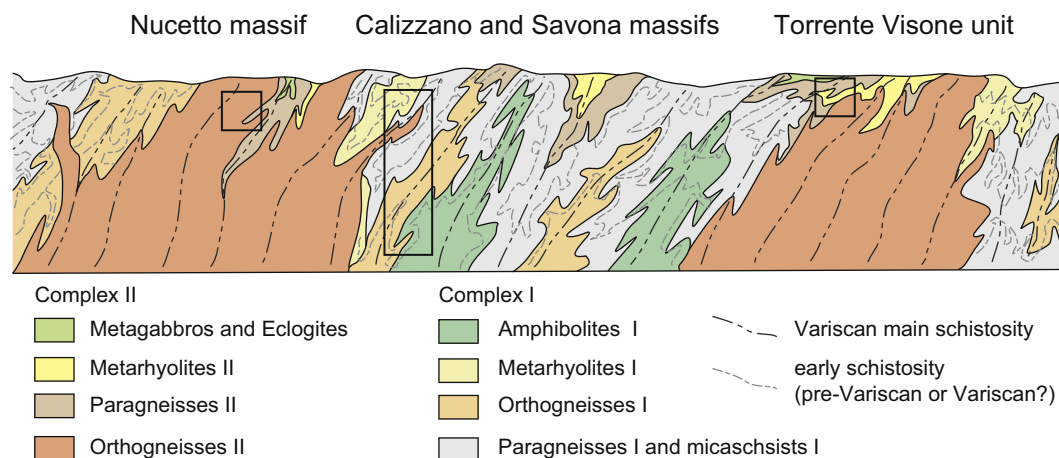 Nucetto massif
Calizzano and Savona massifs
Torrente Visone unit
Complex II
Metagabbros and Eclogites
Metarhyolites II
Paragneisses II
Orthogneisses II
Complex I
Amphibolites I
Metarhyolites I
Orthogneisses I
Paragneisses I and micaschsists I
Variscan main schistosity
early schistosity
(pre-Variscan or Variscan?)